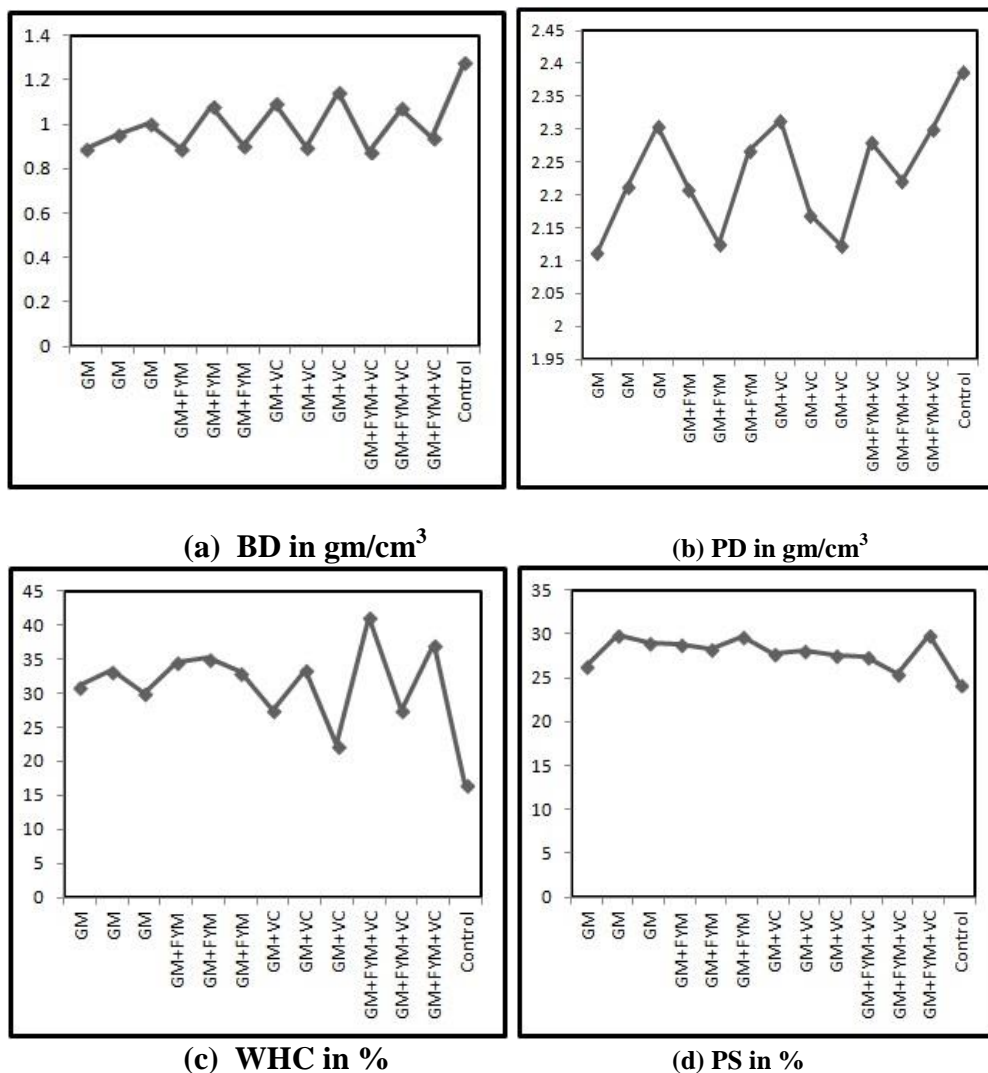 1.4
1.2
1
0.8
0.6
0.4
0.2
0
GM
GM
GM
GM+FYM
GM+FYM
GM+FYM
GM+VC
GM+VC
GM+VC
GM+FYM+VC
GM+FYM+VC
GM+FYM+VC
Control
(a) BD in gm/cm³
2.45
2.4
2.35
2.3
2.25
2.2
2.15
2.1
2.05
2
1.95
GM
GM
GM
GM+FYM
GM+FYM
GM+FYM
GM+VC
GM+VC
GM+VC
GM+FYM+VC
GM+FYM+VC
GM+FYM+VC
Control
(b) PD in gm/cm³
45
40
35
30
25
20
15
10
5
0
GM
GM
GM
GM+FYM
GM+FYM
GM+FYM
GM+VC
GM+VC
GM+VC
GM+FYM+VC
GM+FYM+VC
GM+FYM+VC
Control
(c) WHC in %
35
30
25
20
15
10
5
0
GM
GM
GM
GM+FYM
GM+FYM
GM+FYM
GM+VC
GM+VC
GM+VC
GM+FYM+VC
GM+FYM+VC
GM+FYM+VC
Control
(d) PS in %